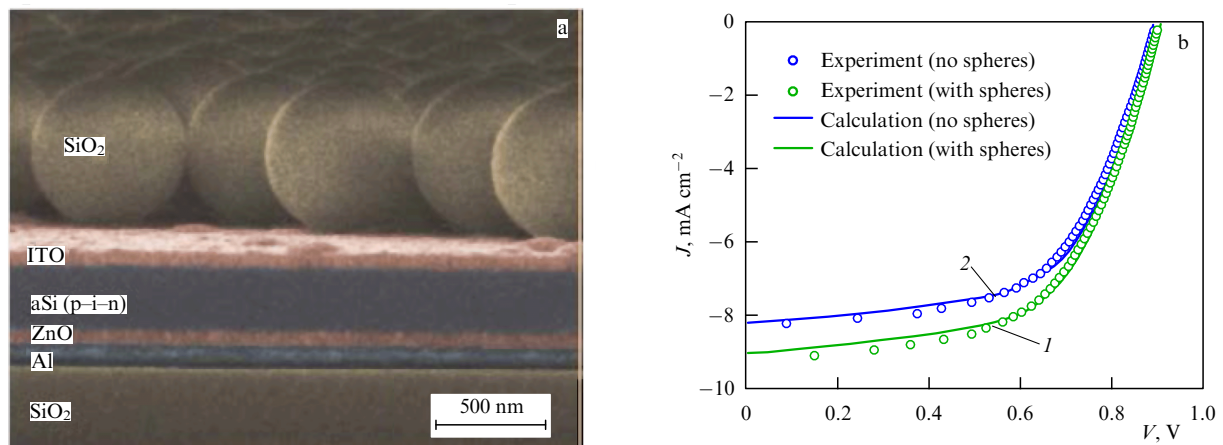 a
SiO₂
ITO
aSi (p–i–n)
ZnO
Al
SiO₂
500 nm
b
Experiment (no spheres)
Experiment (with spheres)
Calculation (no spheres)
Calculation (with spheres)
J, mA cm⁻²
0
−2
−4
−6
−8
−10
2
1
0
0.2
0.4
0.6
0.8
1.0
V, V